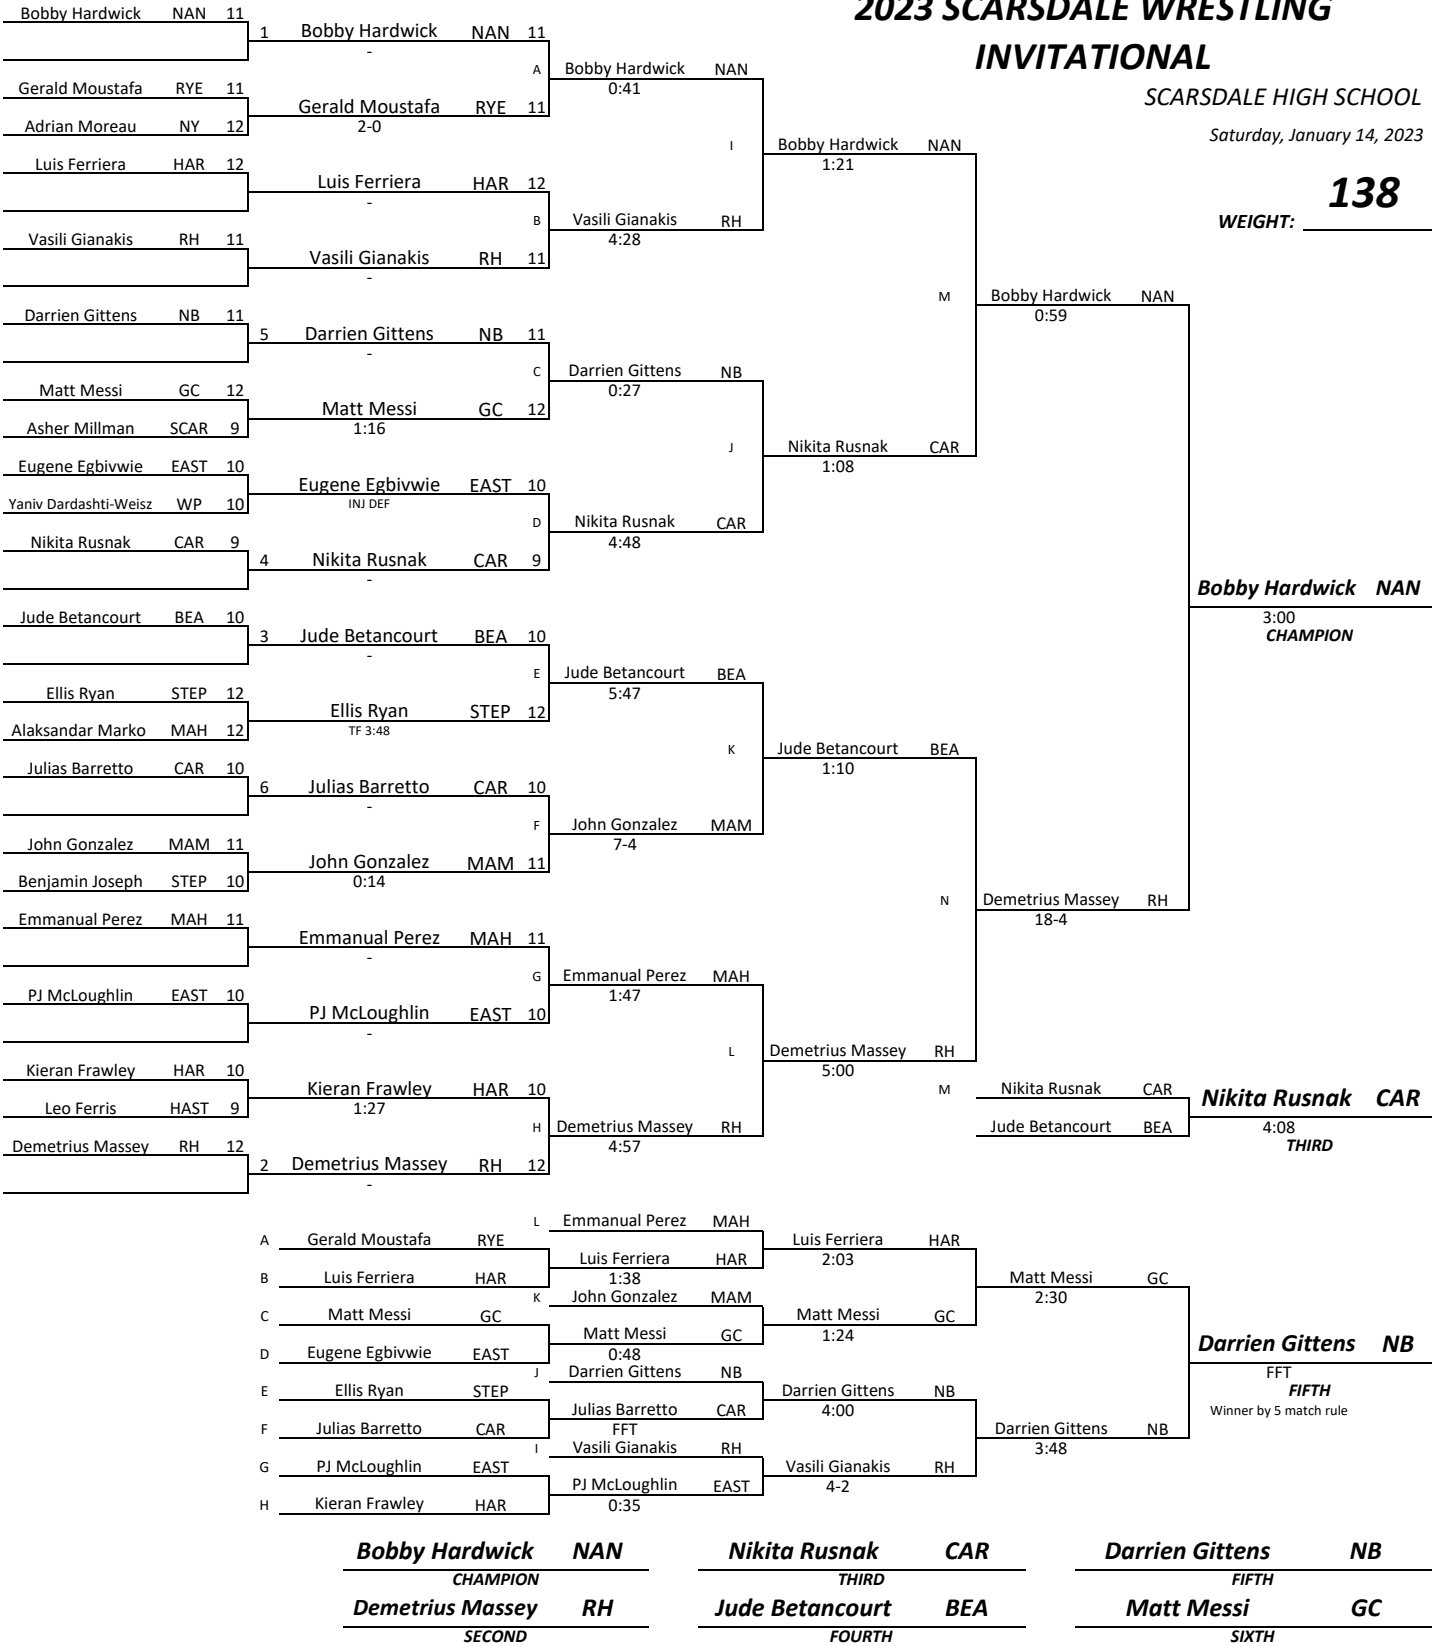 2023 SCARSDALE WRESTLING
INVITATIONAL
SCARSDALE HIGH SCHOOL
Saturday, January 14, 2023
138
WEIGHT:
Bobby Hardwick NAN 11
Gerald Moustafa RYE 11
Adrian Moreau NY 12
Luis Ferriera HAR 12
Vasili Gianakis RH 11
Darrien Gittens NB 11
Matt Messi GC 12
Asher Millman SCAR 9
Eugene Egbivwie EAST 10
Yaniv Dardashti-Weisz WP 10
Nikita Rusnak CAR 9
Jude Betancourt BEA 10
Ellis Ryan STEP 12
Alaksandar Marko MAH 12
Julias Barretto CAR 10
John Gonzalez MAM 11
Benjamin Joseph STEP 10
Emmanual Perez MAH 11
PJ McLoughlin EAST 10
Kieran Frawley HAR 10
Leo Ferris HAST 9
Demetrius Massey RH 12
1 Bobby Hardwick NAN 11
-
Gerald Moustafa RYE 11
2-0
Luis Ferriera HAR 12
-
Vasili Gianakis RH 11
-
5 Darrien Gittens NB 11
-
Matt Messi GC 12
1:16
Eugene Egbivwie EAST 10
INJ DEF
4 Nikita Rusnak CAR 9
-
3 Jude Betancourt BEA 10
-
Ellis Ryan STEP 12
TF 3:48
6 Julias Barretto CAR 10
-
John Gonzalez MAM 11
0:14
Emmanual Perez MAH 11
-
PJ McLoughlin EAST 10
-
Kieran Frawley HAR 10
1:27
2 Demetrius Massey RH 12
-
A Bobby Hardwick NAN
0:41
B Vasili Gianakis RH
4:28
C Darrien Gittens NB
0:27
D Nikita Rusnak CAR
4:48
E Jude Betancourt BEA
5:47
F John Gonzalez MAM
7-4
G Emmanual Perez MAH
1:47
H Demetrius Massey RH
4:57
I Bobby Hardwick NAN
1:21
J Nikita Rusnak CAR
1:08
K Jude Betancourt BEA
1:10
L Demetrius Massey RH
5:00
M Bobby Hardwick NAN
0:59
N Demetrius Massey RH
18-4
Bobby Hardwick NAN
3:00
CHAMPION
M Nikita Rusnak CAR
Jude Betancourt BEA
Nikita Rusnak CAR
4:08
THIRD
A Gerald Moustafa RYE
B Luis Ferriera HAR
C Matt Messi GC
D Eugene Egbivwie EAST
E Ellis Ryan STEP
F Julias Barretto CAR
G PJ McLoughlin EAST
H Kieran Frawley HAR
L Emmanual Perez MAH
Luis Ferriera HAR
1:38
K John Gonzalez MAM
Matt Messi GC
0:48
J Darrien Gittens NB
Julias Barretto CAR
FFT
I Vasili Gianakis RH
PJ McLoughlin EAST
0:35
Luis Ferriera HAR
2:03
Matt Messi GC
1:24
Darrien Gittens NB
4:00
Vasili Gianakis RH
4-2
Matt Messi GC
2:30
Darrien Gittens NB
3:48
Darrien Gittens NB
FFT
FIFTH
Winner by 5 match rule
Bobby Hardwick NAN
CHAMPION
Nikita Rusnak CAR
THIRD
Darrien Gittens NB
FIFTH
Demetrius Massey RH
SECOND
Jude Betancourt BEA
FOURTH
Matt Messi GC
SIXTH